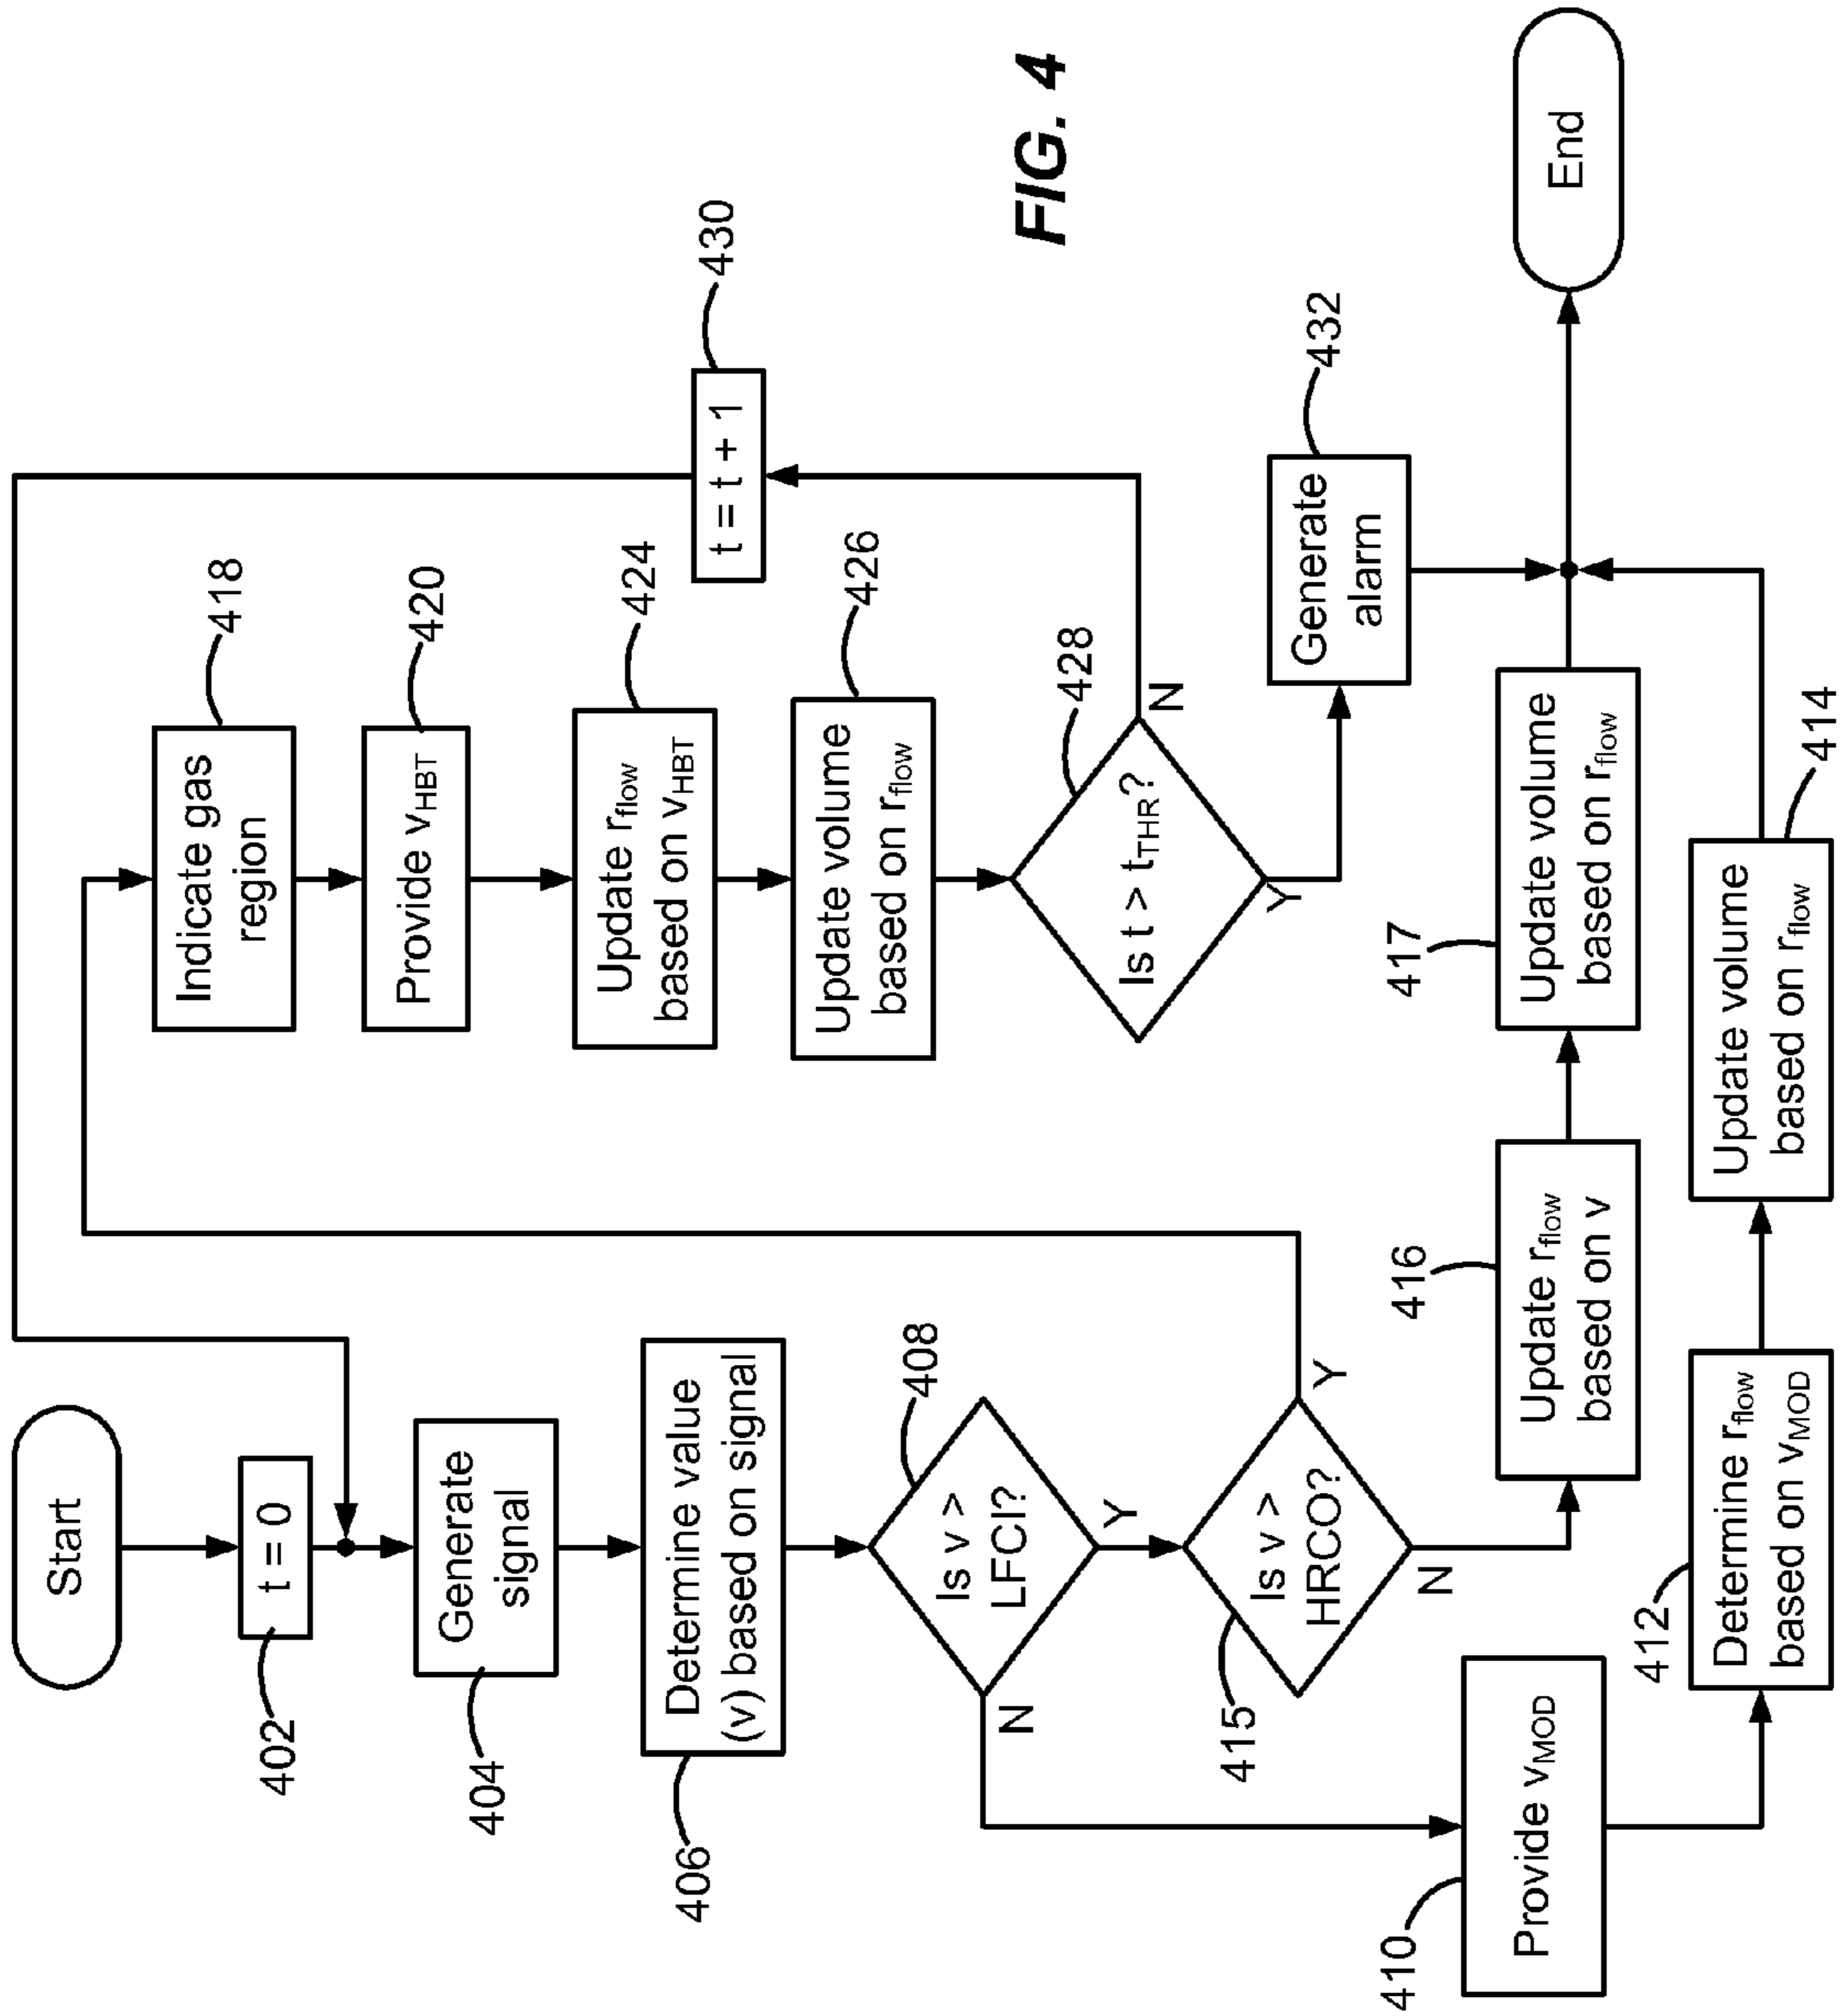 Start
402
t = 0
404
Generate
signal
406
Determine value
(v) based on signal
408
Is v >
LFCI?
N
Y
415
Is v >
HRCO?
Y
N
410
Provide vMOD
412
Determine rflow
based on vMOD
414
Update volume
based on rflow
416
Update rflow
based on v
417
Update volume
based on rflow
418
Indicate gas
region
420
Provide vHBT
424
Update rflow
based on vHBT
426
Update volume
based on rflow
428
Is t > tTHR?
N
Y
430
t = t + 1
432
Generate
alarm
End
FIG. 4